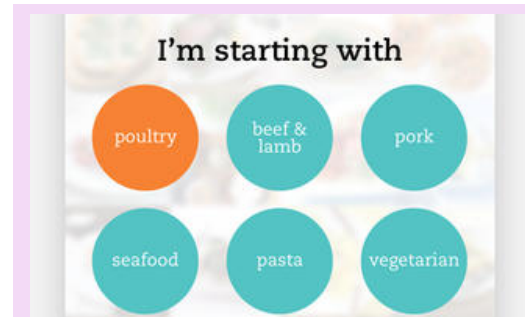 I'm starting with
poultry
beef &
lamb
pork
seafood
pasta
vegetarian